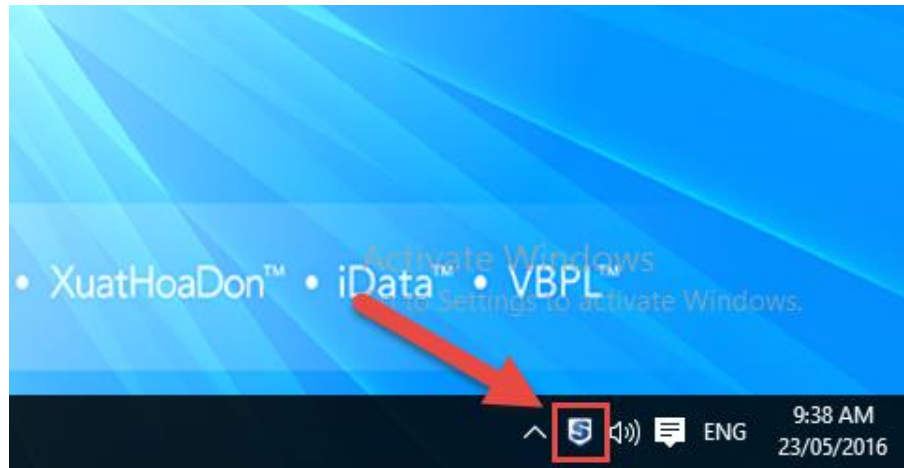 Activate Windows
• XuatHoaDon™ • iData™ • VBPL™
Go to Settings to activate Windows.
S
ENG
9:38 AM
23/05/2016